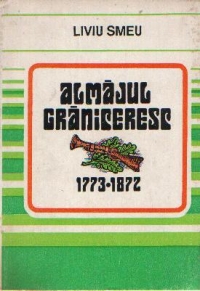 LIVIU SMEU
ALMĂJUL
GRĂNICERESC
1773-1872